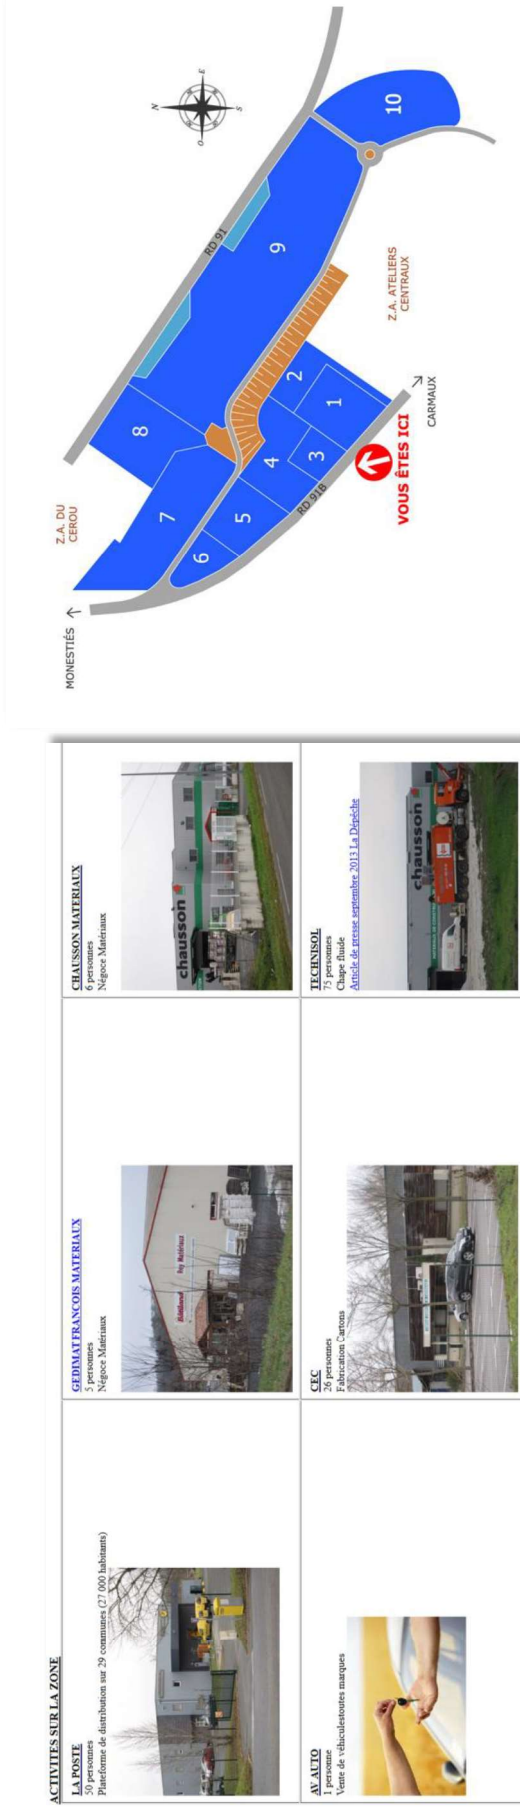 ACTIVITES SUR LA ZONE
LA POSTE
50 personnes
Plateforme de distribution sur 29 communes (27 000 habitants)
GEDIMAT FRANCOIS MATERIAUX
5 personnes
Négoce Matériaux
CHAUSSON MATERIAUX
6 personnes
Négoce Matériaux
chausson
AV AUTO
1 personne
Vente de véhiculestoutes marques
CEC
26 personnes
Fabrication Cartons
TECHNISOL
75 personnes
Chape fluide
Article de presse septembre 2013 La Dépêche
chausson
MONESTIÉS
Z.A. DU
CEROU
N
E
S
O
RD 91
10
9
8
7
6
5
4
3
2
1
RD 91B
Z.A. ATELIERS
CENTRAUX
CARMAUX
VOUS ÊTES ICI